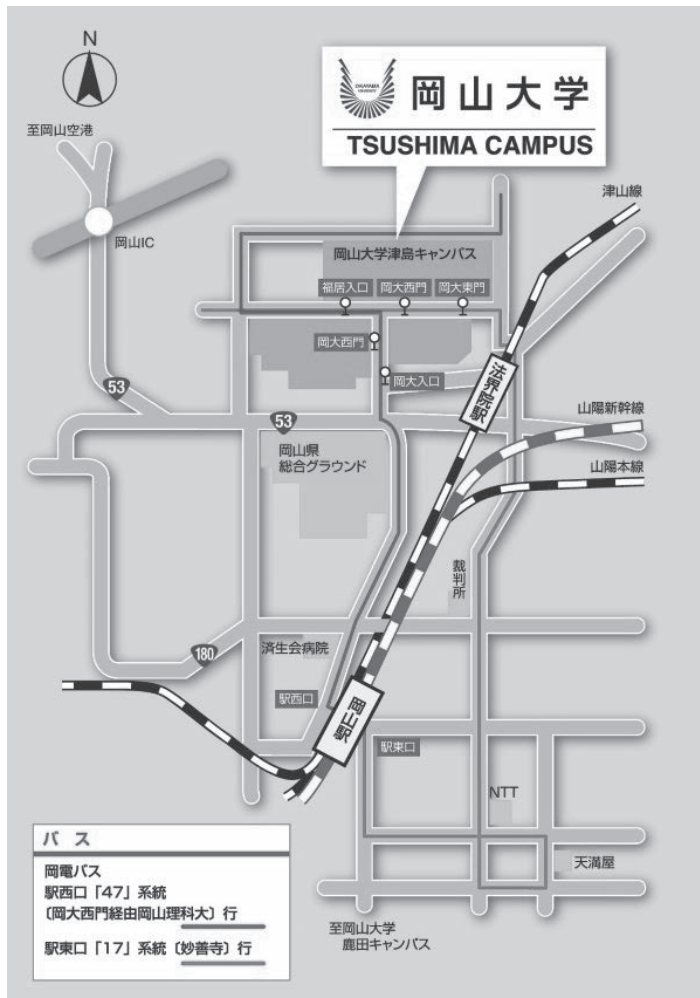 N
岡山大学
TSUSHIMA CAMPUS
至岡山空港
津山線
岡山IC
岡山大学津島キャンパス
福居入口
岡大西門
岡大東門
岡大西門
岡大入口
法界院駅
53
53
山陽新幹線
山陽本線
岡山県
総合グラウンド
裁判所
180
済生会病院
駅西口
岡山駅
駅東口
NTT
天満屋
至岡山大学
鹿田キャンパス
バス
岡電バス
駅西口「47」系統
〔岡大西門経由岡山理科大〕行
駅東口「17」系統〔妙善寺〕行